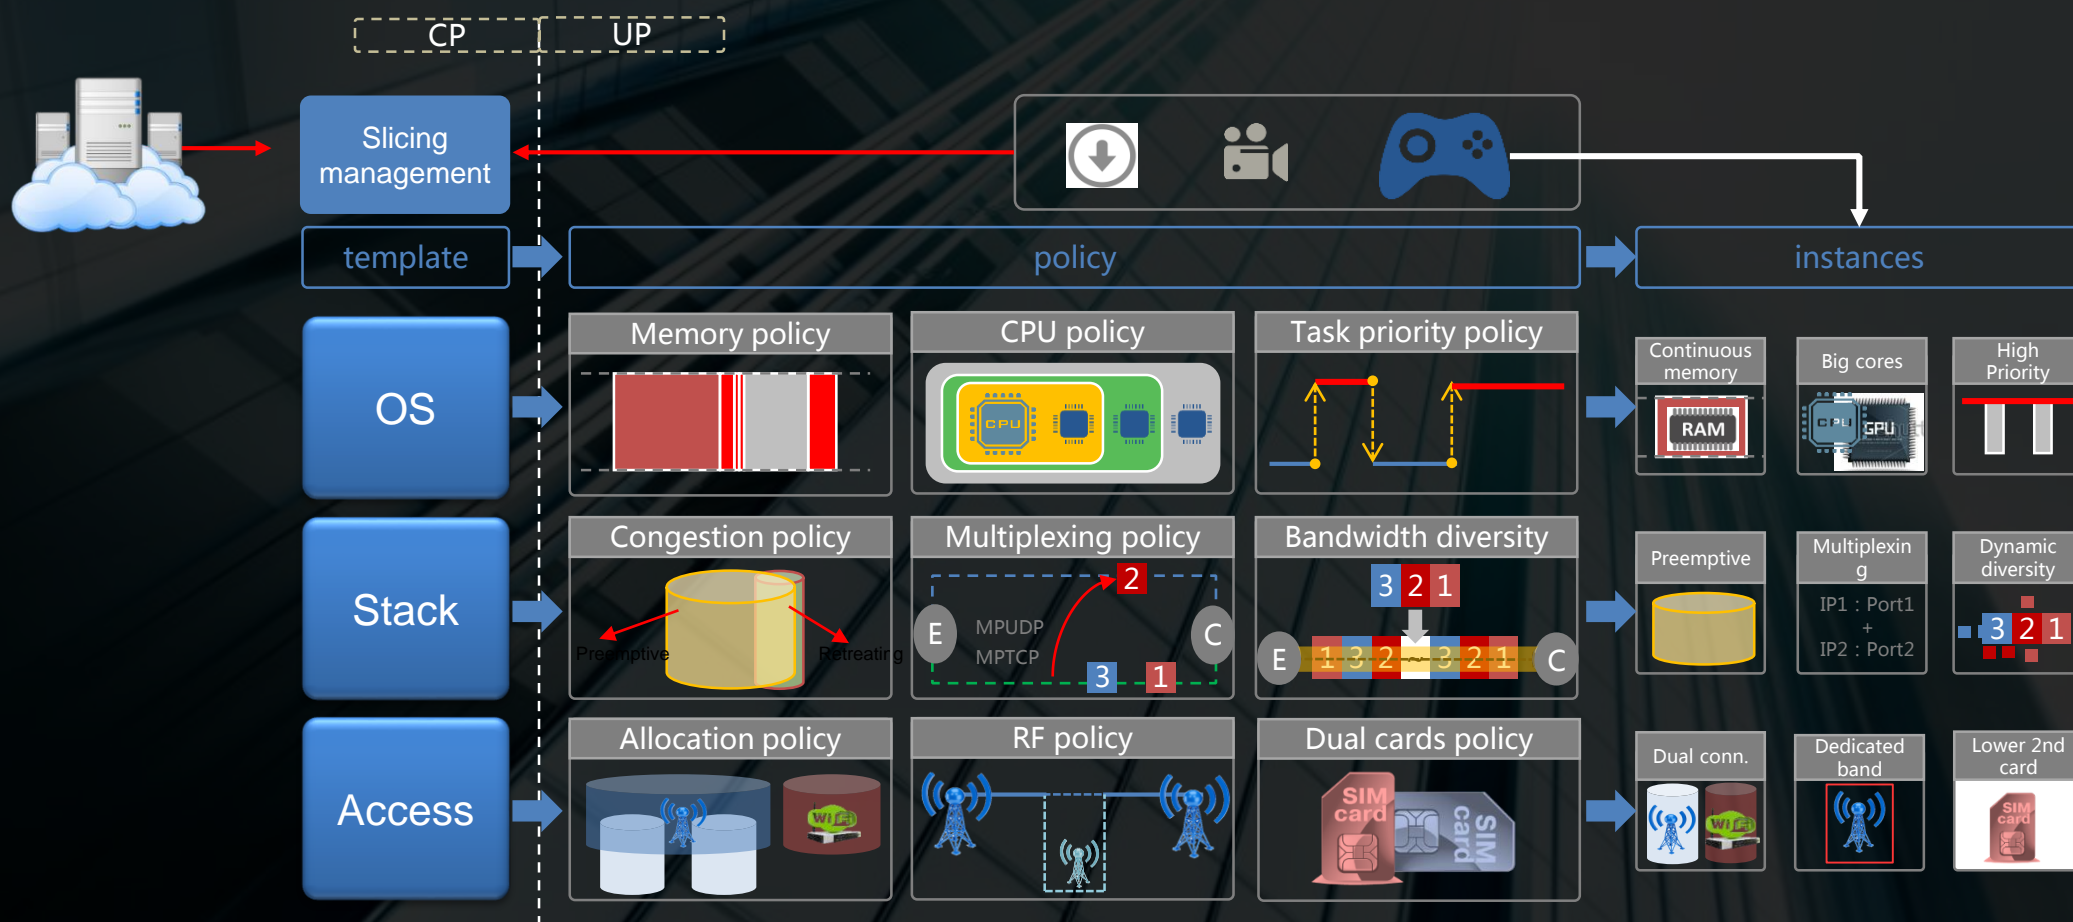 CP
UP
Slicing
management
template
policy
instances
OS
Memory policy
CPU policy
CPU
Task priority policy
Continuous
memory
RAM
Big cores
CPU
GPU
High
Priority
Stack
Congestion policy
Preemptive
Retreating
Multiplexing policy
2
E
MPUDP
MPTCP
C
3
1
Bandwidth diversity
3 2 1
E
1 3 2
3 2 1
C
Preemptive
Multiplexin
g
IP1 : Port1
+
IP2 : Port2
Dynamic
diversity
3 2 1
Access
Allocation policy
WiFi
RF policy
Dual cards policy
SIM
card
SIM
card
Dual conn.
WiFi
Dedicated
band
Lower 2nd
card
SIM
card